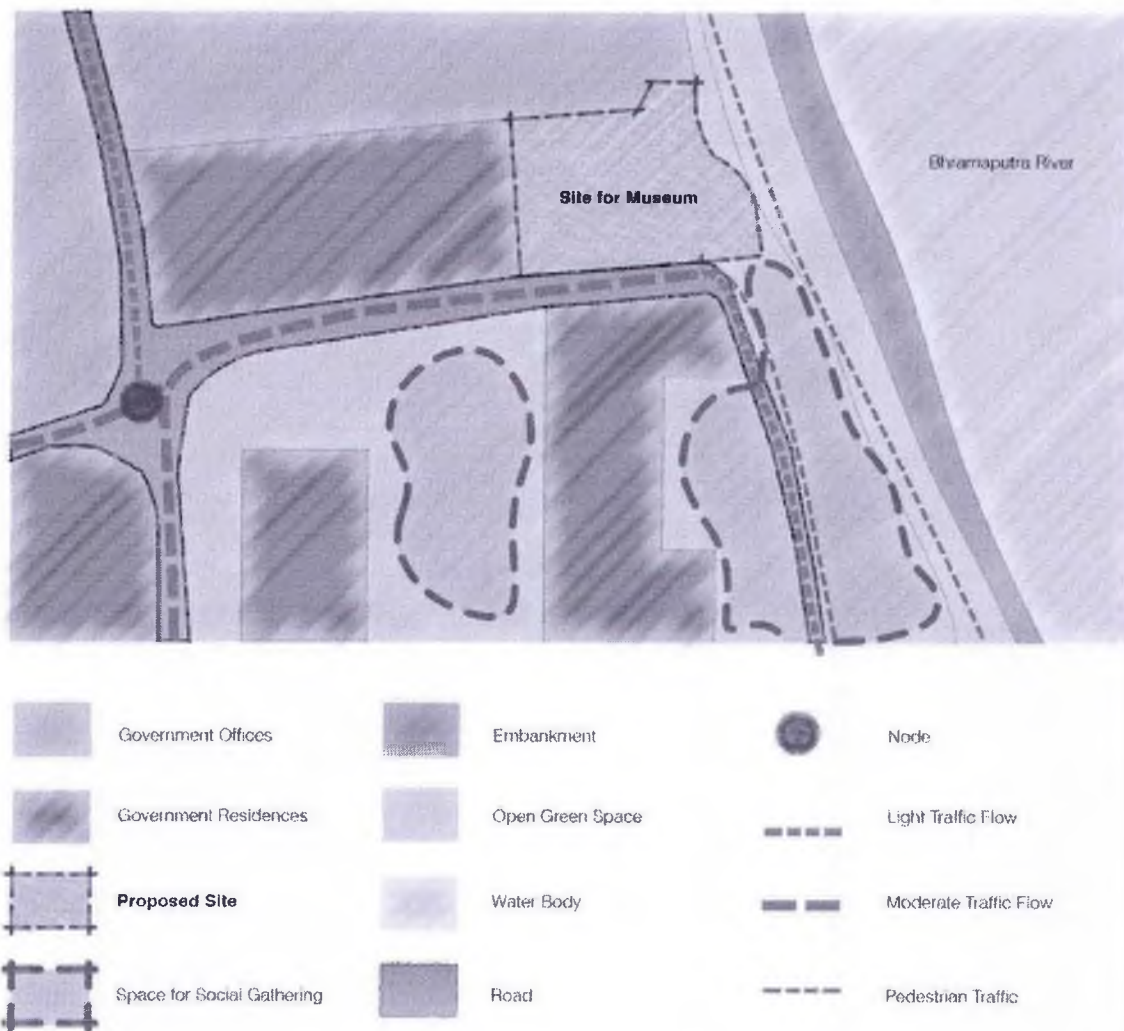 Bhramaputra River
Site for Museum
Government Offices
Embankment
Node
Government Residences
Open Green Space
Light Traffic Flow
Proposed Site
Water Body
Moderate Traffic Flow
Space for Social Gathering
Road
Pedestrian Traffic